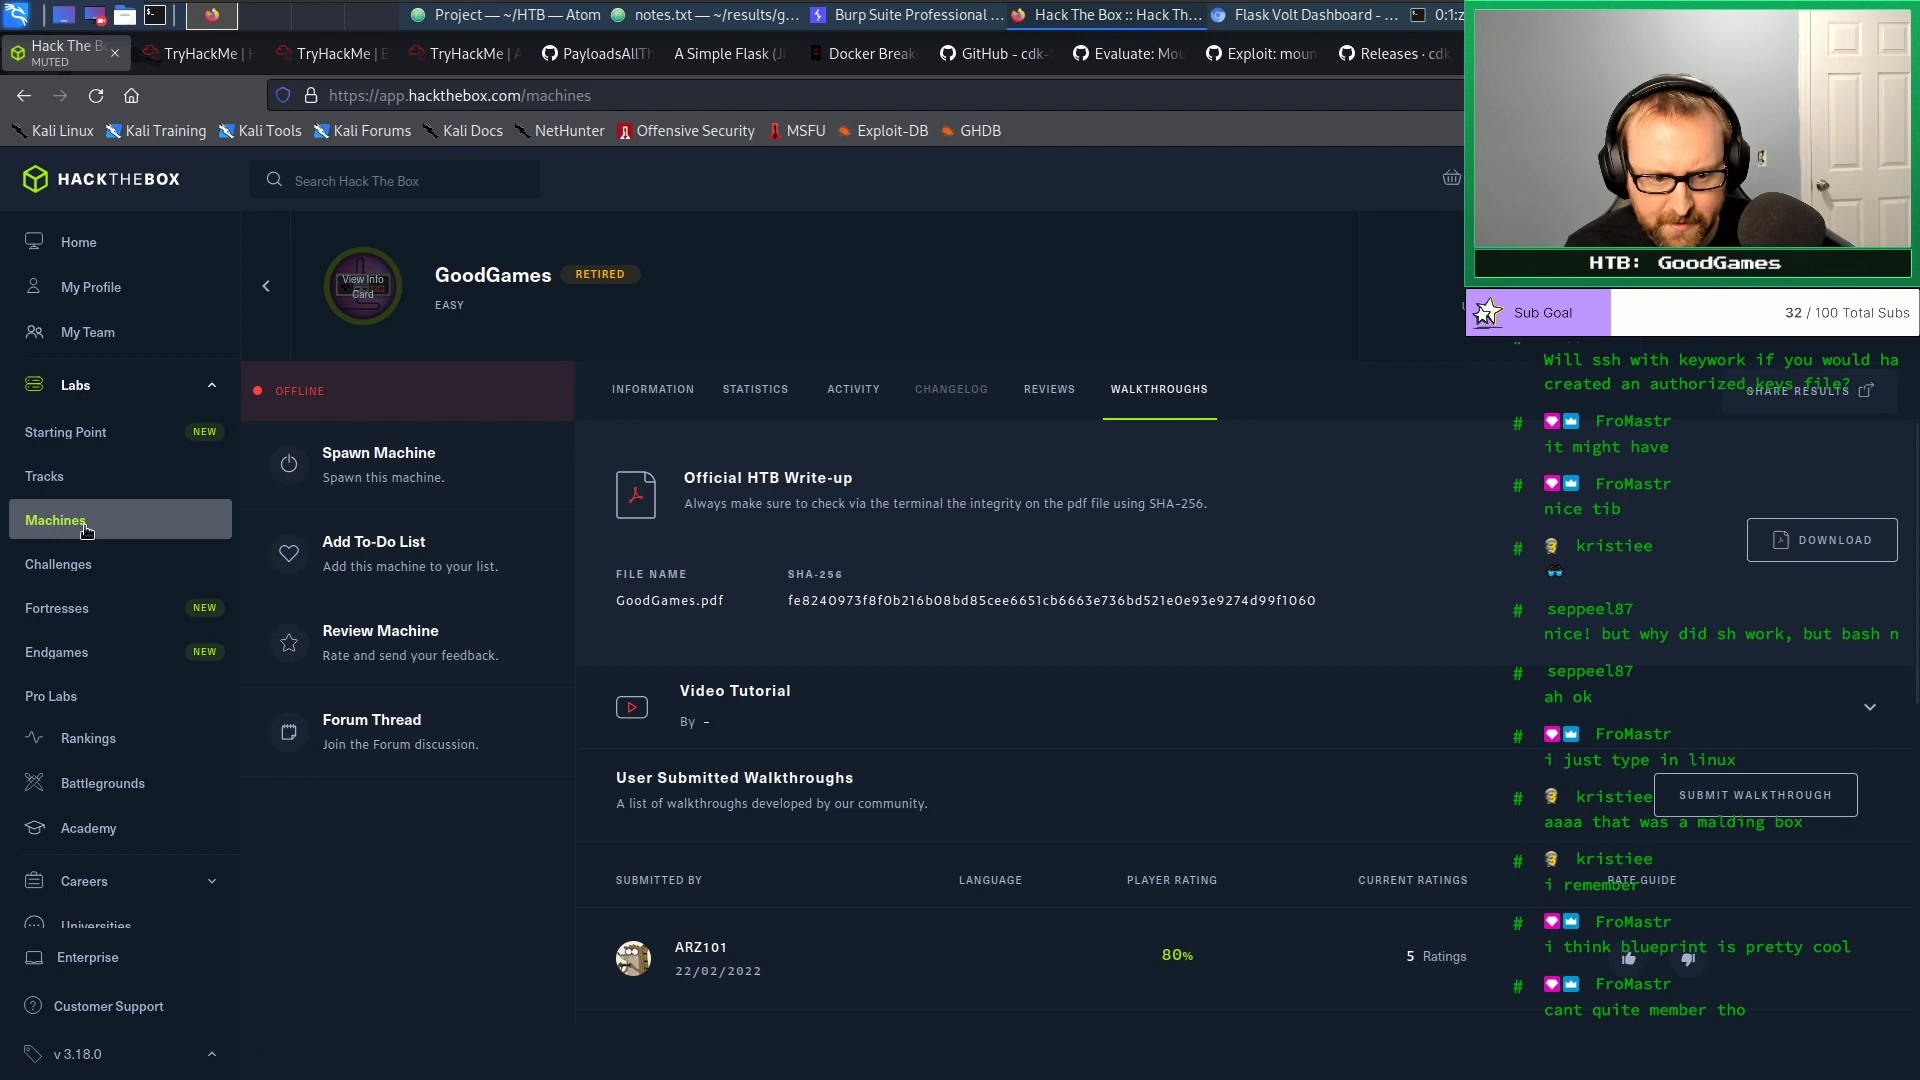 Project — ~/HTB — Atom
notes.txt — ~/results/g...
Burp Suite Professional ...
Hack The Box :: Hack Th...
Flask Volt Dashboard - ...
0:1:z
Hack The B
MUTED
TryHackMe |
TryHackMe |
TryHackMe |
PayloadsAllTh
A Simple Flask (Ji
Docker Break
GitHub - cdk-
Evaluate: Mou
Exploit: moun
Releases · cdk
https://app.hackthebox.com/machines
Kali Linux
Kali Training
Kali Tools
Kali Forums
Kali Docs
NetHunter
Offensive Security
MSFU
Exploit-DB
GHDB
HACKTHEBOX
Search Hack The Box
Home
My Profile
My Team
Labs
Starting Point NEW
Tracks
Machines
Challenges
Fortresses NEW
Endgames NEW
Pro Labs
Rankings
Battlegrounds
Academy
Careers
Universities
Enterprise
Customer Support
v 3.18.0
View Info
Card
GoodGames RETIRED
EASY
OFFLINE
Spawn Machine
Spawn this machine.
Add To-Do List
Add this machine to your list.
Review Machine
Rate and send your feedback.
Forum Thread
Join the Forum discussion.
INFORMATION STATISTICS ACTIVITY CHANGELOG REVIEWS WALKTHROUGHS
SHARE RESULTS
Official HTB Write-up
Always make sure to check via the terminal the integrity on the pdf file using SHA-256.
DOWNLOAD
FILE NAME SHA-256
GoodGames.pdf fe8240973f8f0b216b08bd85cee6651cb6663e736bd521e0e93e9274d99f1060
Video Tutorial
By -
User Submitted Walkthroughs
A list of walkthroughs developed by our community.
SUBMIT WALKTHROUGH
SUBMITTED BY LANGUAGE PLAYER RATING CURRENT RATINGS RATE GUIDE
ARZ101
22/02/2022
80%
5 Ratings
HTB: GoodGames
Sub Goal 32 / 100 Total Subs
Will ssh with keywork if you would ha
created an authorized_keys file?
# FroMastr
it might have
# FroMastr
nice tib
# kristiee
# seppeel87
nice! but why did sh work, but bash n
# seppeel87
ah ok
# FroMastr
i just type in linux
# kristiee
aaaa that was a malding box
# kristiee
i remember
# FroMastr
i think blueprint is pretty cool
# FroMastr
cant quite member tho